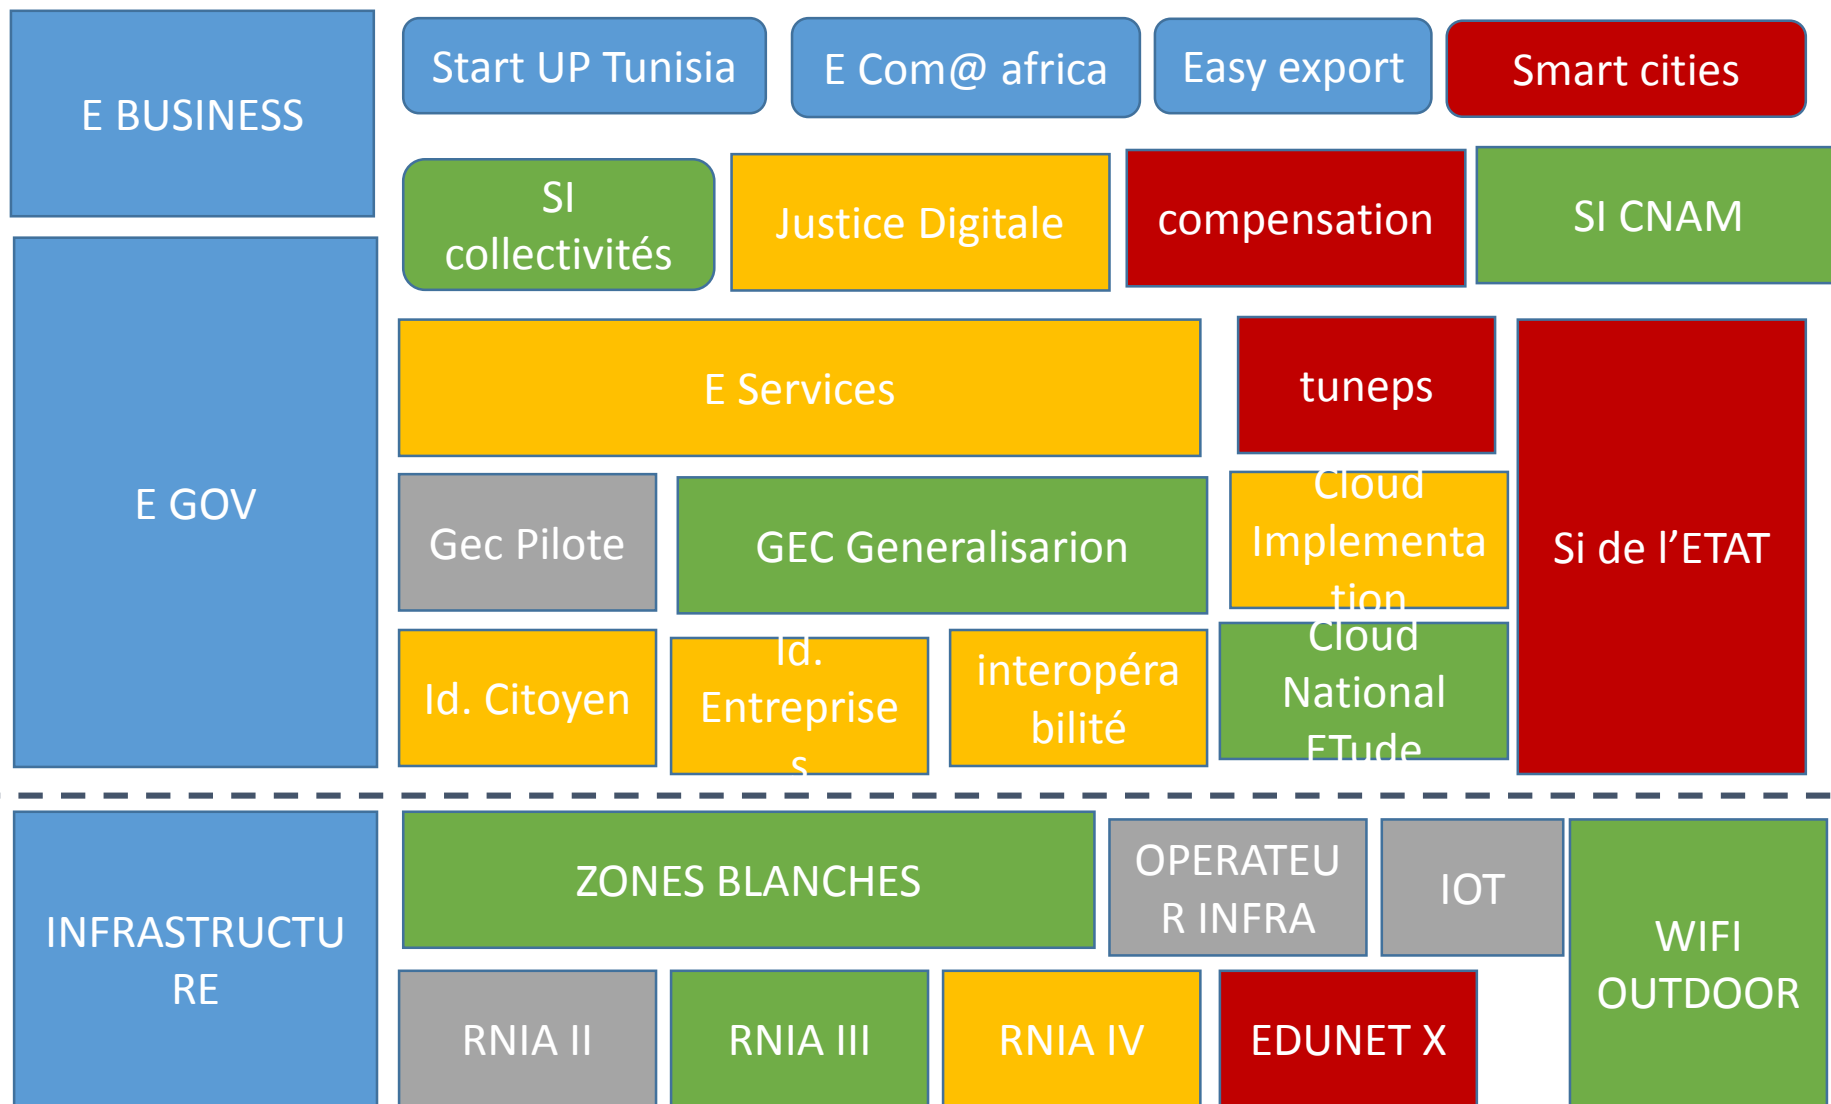 E BUSINESS
Start UP Tunisia
E Com@ africa
Easy export
Smart cities
SI
collectivités
Justice Digitale
compensation
SI CNAM
E GOV
E Services
tuneps
Si de l’ETAT
Gec Pilote
GEC Generalisarion
Cloud
Implementa
tion
Id. Citoyen
Id.
Entreprise
s
interopéra
bilité
Cloud
National
ETude
INFRASTRUCTU
RE
ZONES BLANCHES
OPERATEU
R INFRA
IOT
WIFI
OUTDOOR
RNIA II
RNIA III
RNIA IV
EDUNET X